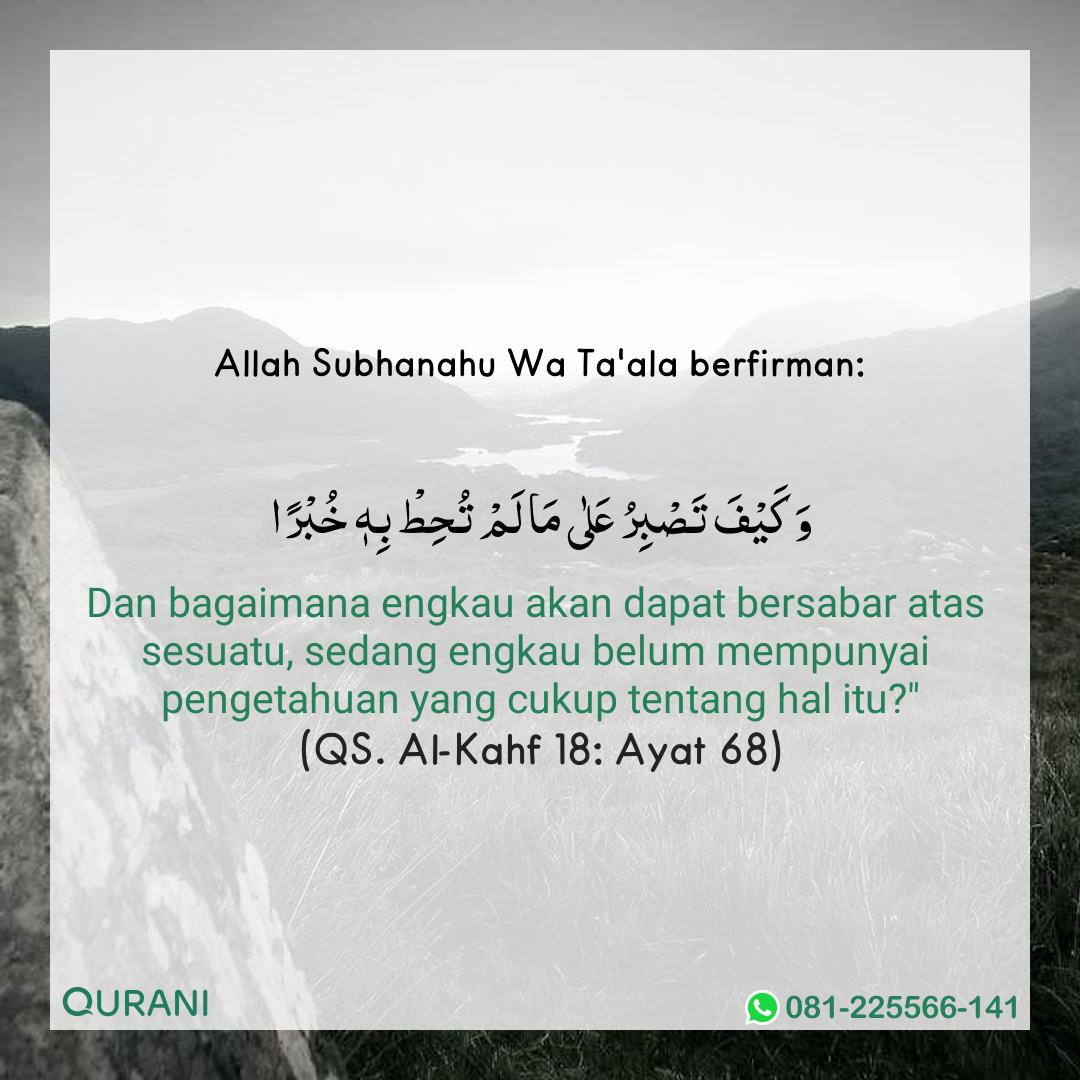 Allah Subhanahu Wa Ta'ala berfirman:
وَكَيْفَ تَصْبِرُ عَلٰى مَا لَمْ تُحِطْ بِهٖ خُبْرًا
Dan bagaimana engkau akan dapat bersabar atas
sesuatu, sedang engkau belum mempunyai
pengetahuan yang cukup tentang hal itu?"
(QS. Al-Kahf 18: Ayat 68)
QURANI
081-225566-141